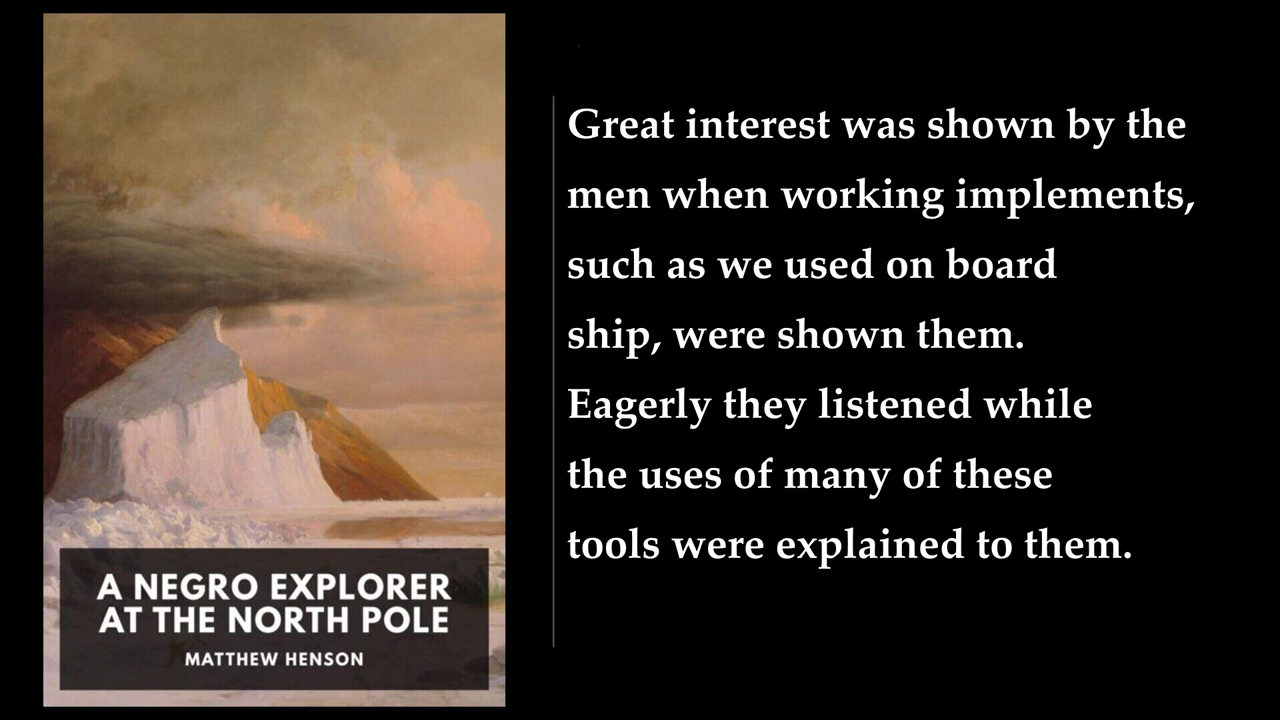 Great interest was shown by the
men when working implements,
such as we used on board
ship, were shown them.
Eagerly they listened while
the uses of many of these
tools were explained to them.
A NEGRO EXPLORER
AT THE NORTH POLE
MATTHEW HENSON